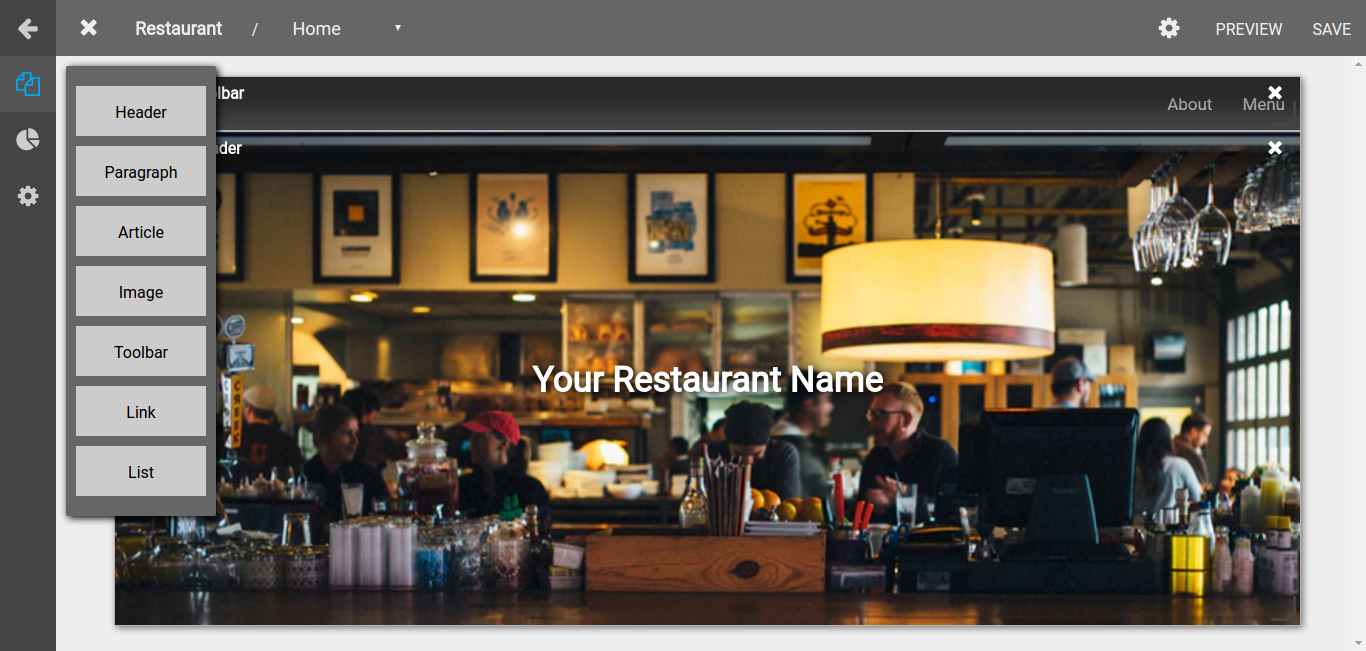 Restaurant / Home
PREVIEW
SAVE
Header
Paragraph
Article
Image
Toolbar
Link
List
lbar
About
Menu
der
Your Restaurant Name